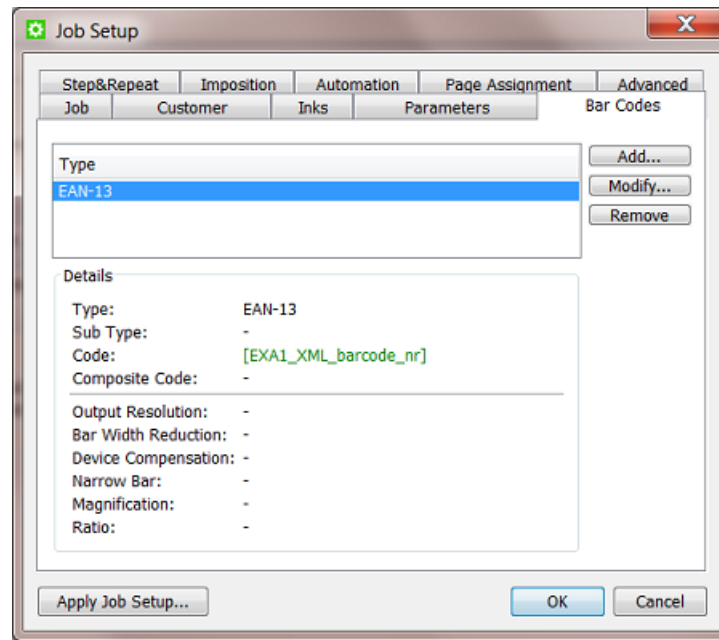 Job Setup
Step&Repeat Imposition Automation Page Assignment Advanced
Job Customer Inks Parameters Bar Codes
Type
EAN-13
Add...
Modify...
Remove
Details
Type: EAN-13
Sub Type: -
Code: [EXA1_XML_barcode_nr]
Composite Code: -
Output Resolution: -
Bar Width Reduction: -
Device Compensation: -
Narrow Bar: -
Magnification: -
Ratio: -
Apply Job Setup... OK Cancel